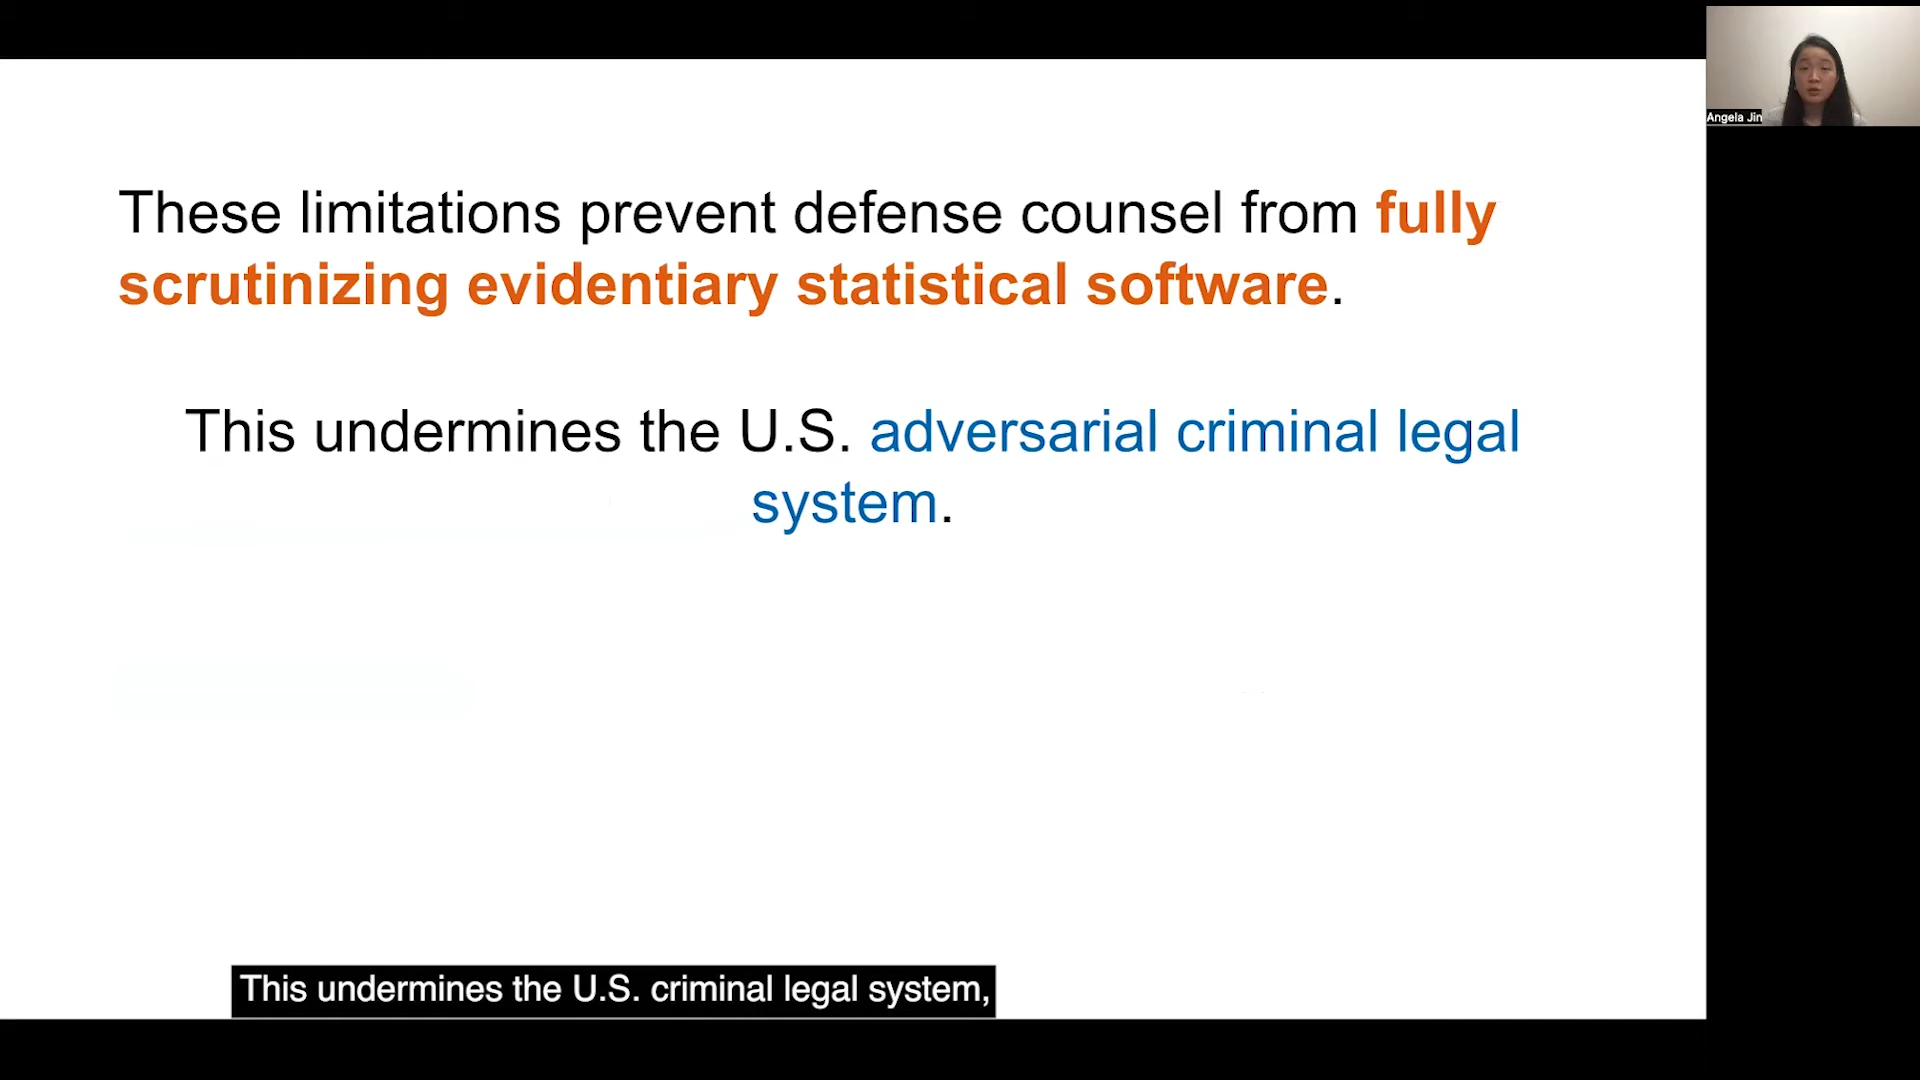 Angela Jin
These limitations prevent defense counsel from fully
scrutinizing evidentiary statistical software.
This undermines the U.S. adversarial criminal legal
system.
This undermines the U.S. criminal legal system,